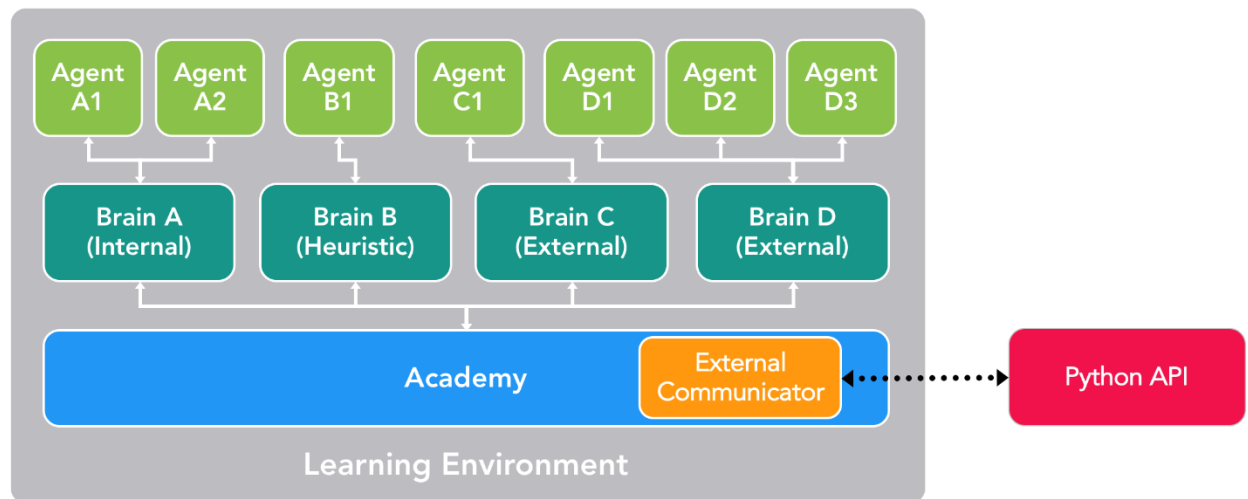 Agent
A1
Agent
A2
Agent
B1
Agent
C1
Agent
D1
Agent
D2
Agent
D3
Brain A
(Internal)
Brain B
(Heuristic)
Brain C
(External)
Brain D
(External)
Academy
External
Communicator
Python API
Learning Environment